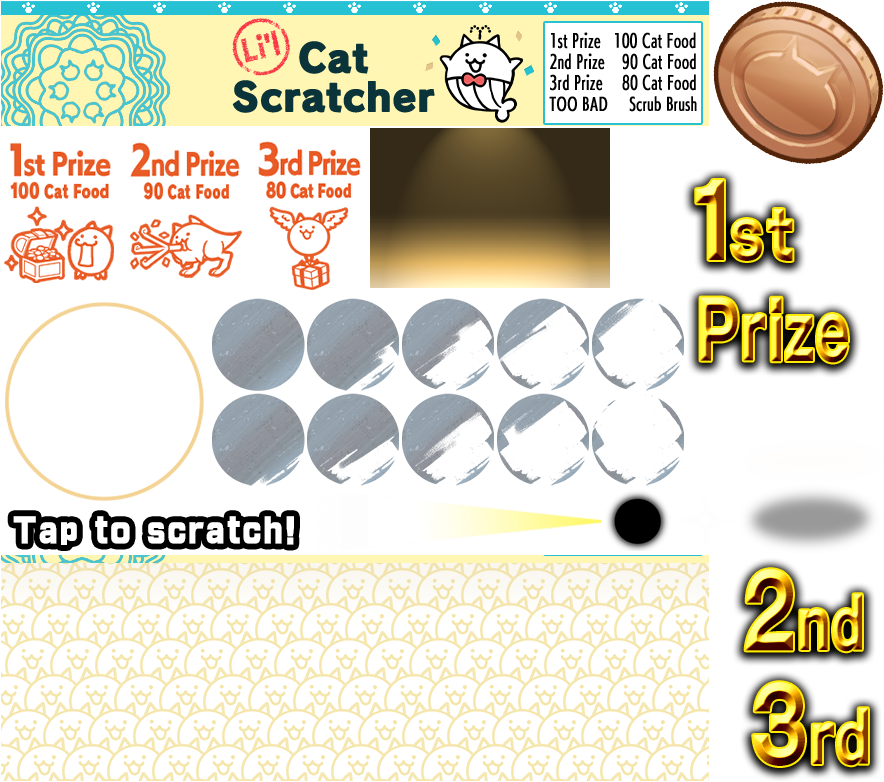 Li'l
Cat
Scratcher
1st Prize 100 Cat Food
2nd Prize 90 Cat Food
3rd Prize 80 Cat Food
TOO BAD Scrub Brush
1st Prize
100 Cat Food
2nd Prize
90 Cat Food
3rd Prize
80 Cat Food
1st
Prize
Tap to scratch!
2nd
3rd